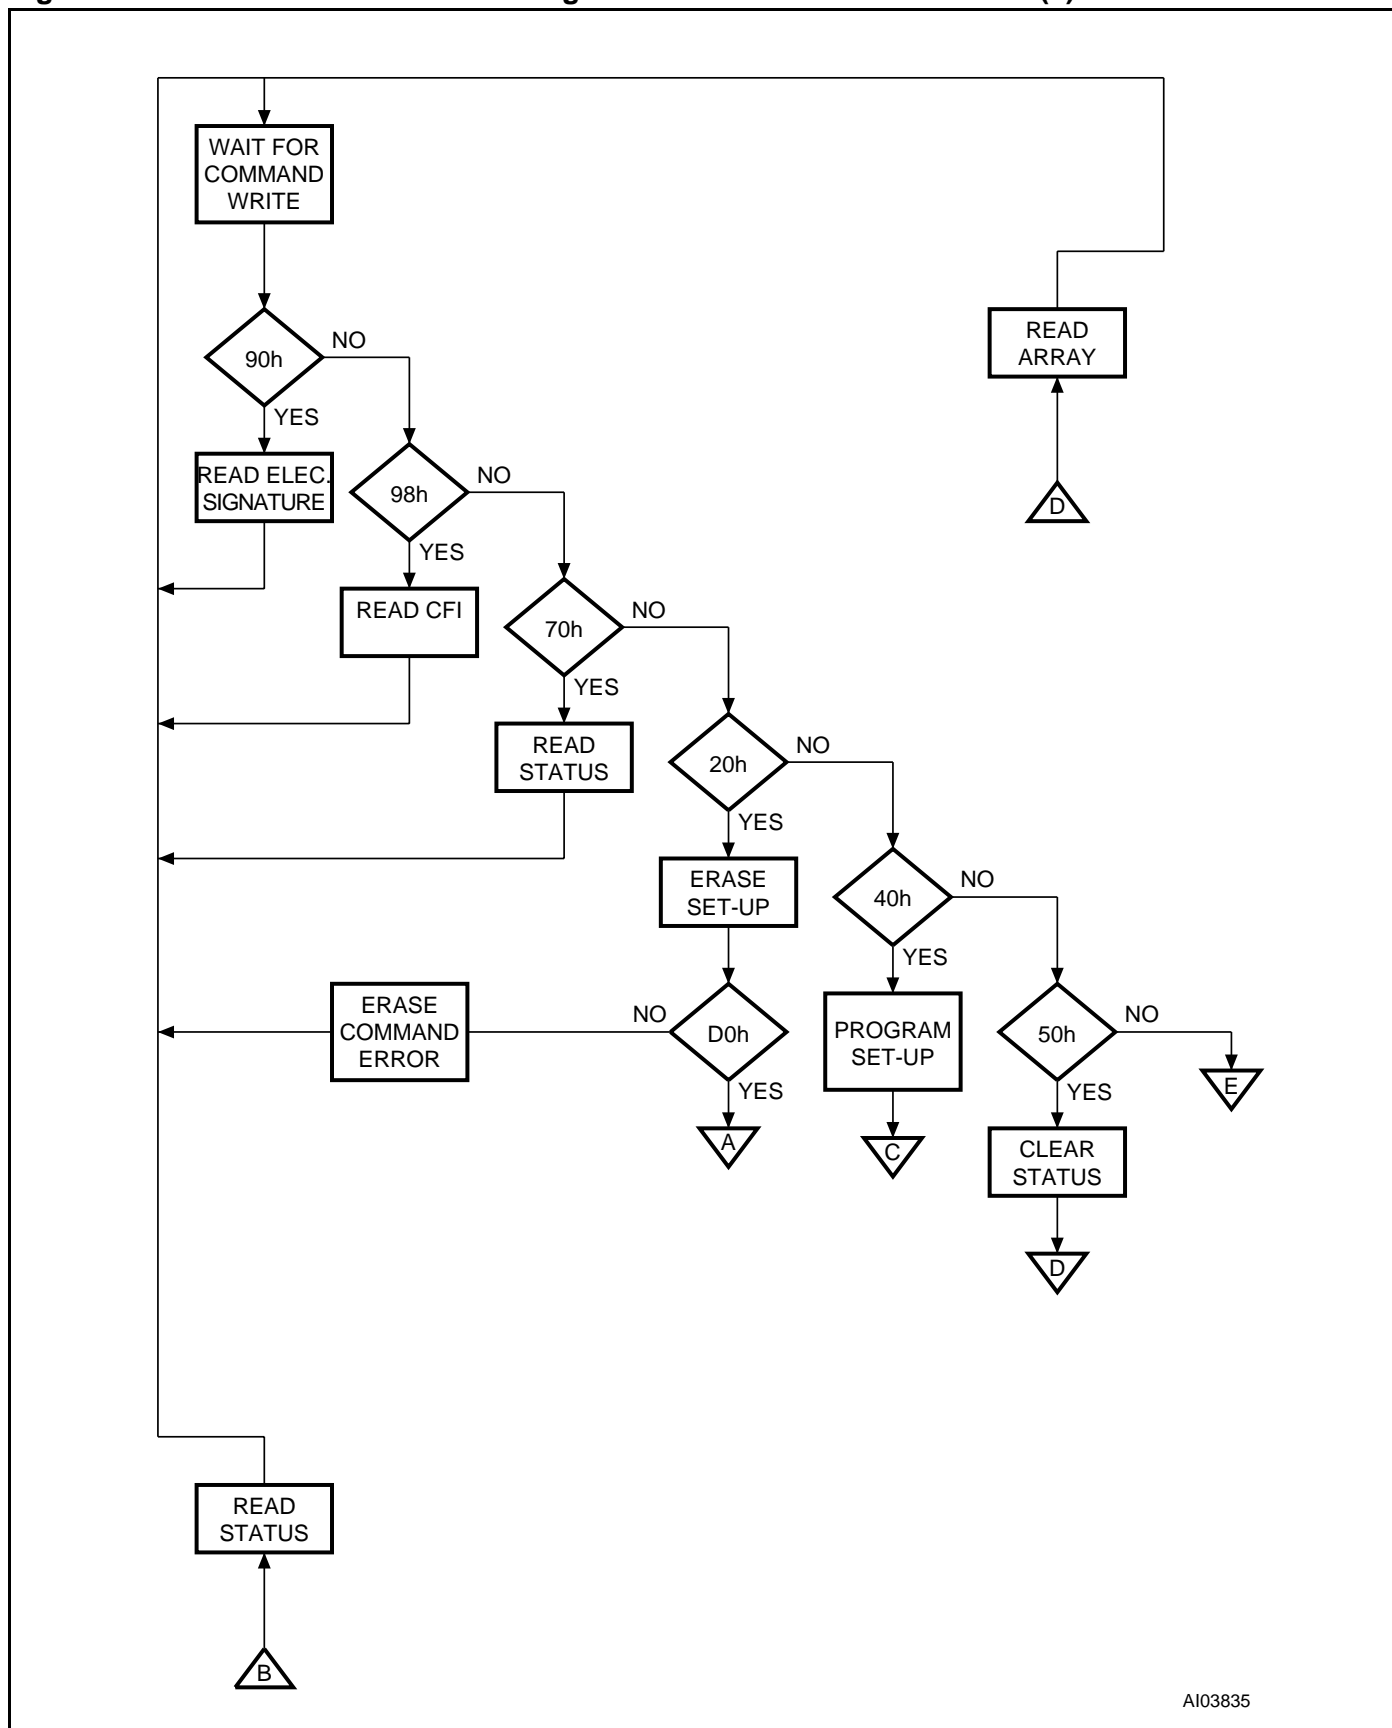 WAIT FOR
COMMAND
WRITE
90h
NO
YES
READ
ARRAY
READ ELEC.
SIGNATURE
98h
NO
YES
D
READ CFI
70h
NO
YES
READ
STATUS
20h
NO
YES
ERASE
SET-UP
40h
NO
YES
ERASE
COMMAND
ERROR
NO
D0h
YES
PROGRAM
SET-UP
50h
NO
YES
E
A
C
CLEAR
STATUS
D
READ
STATUS
B
AI03835